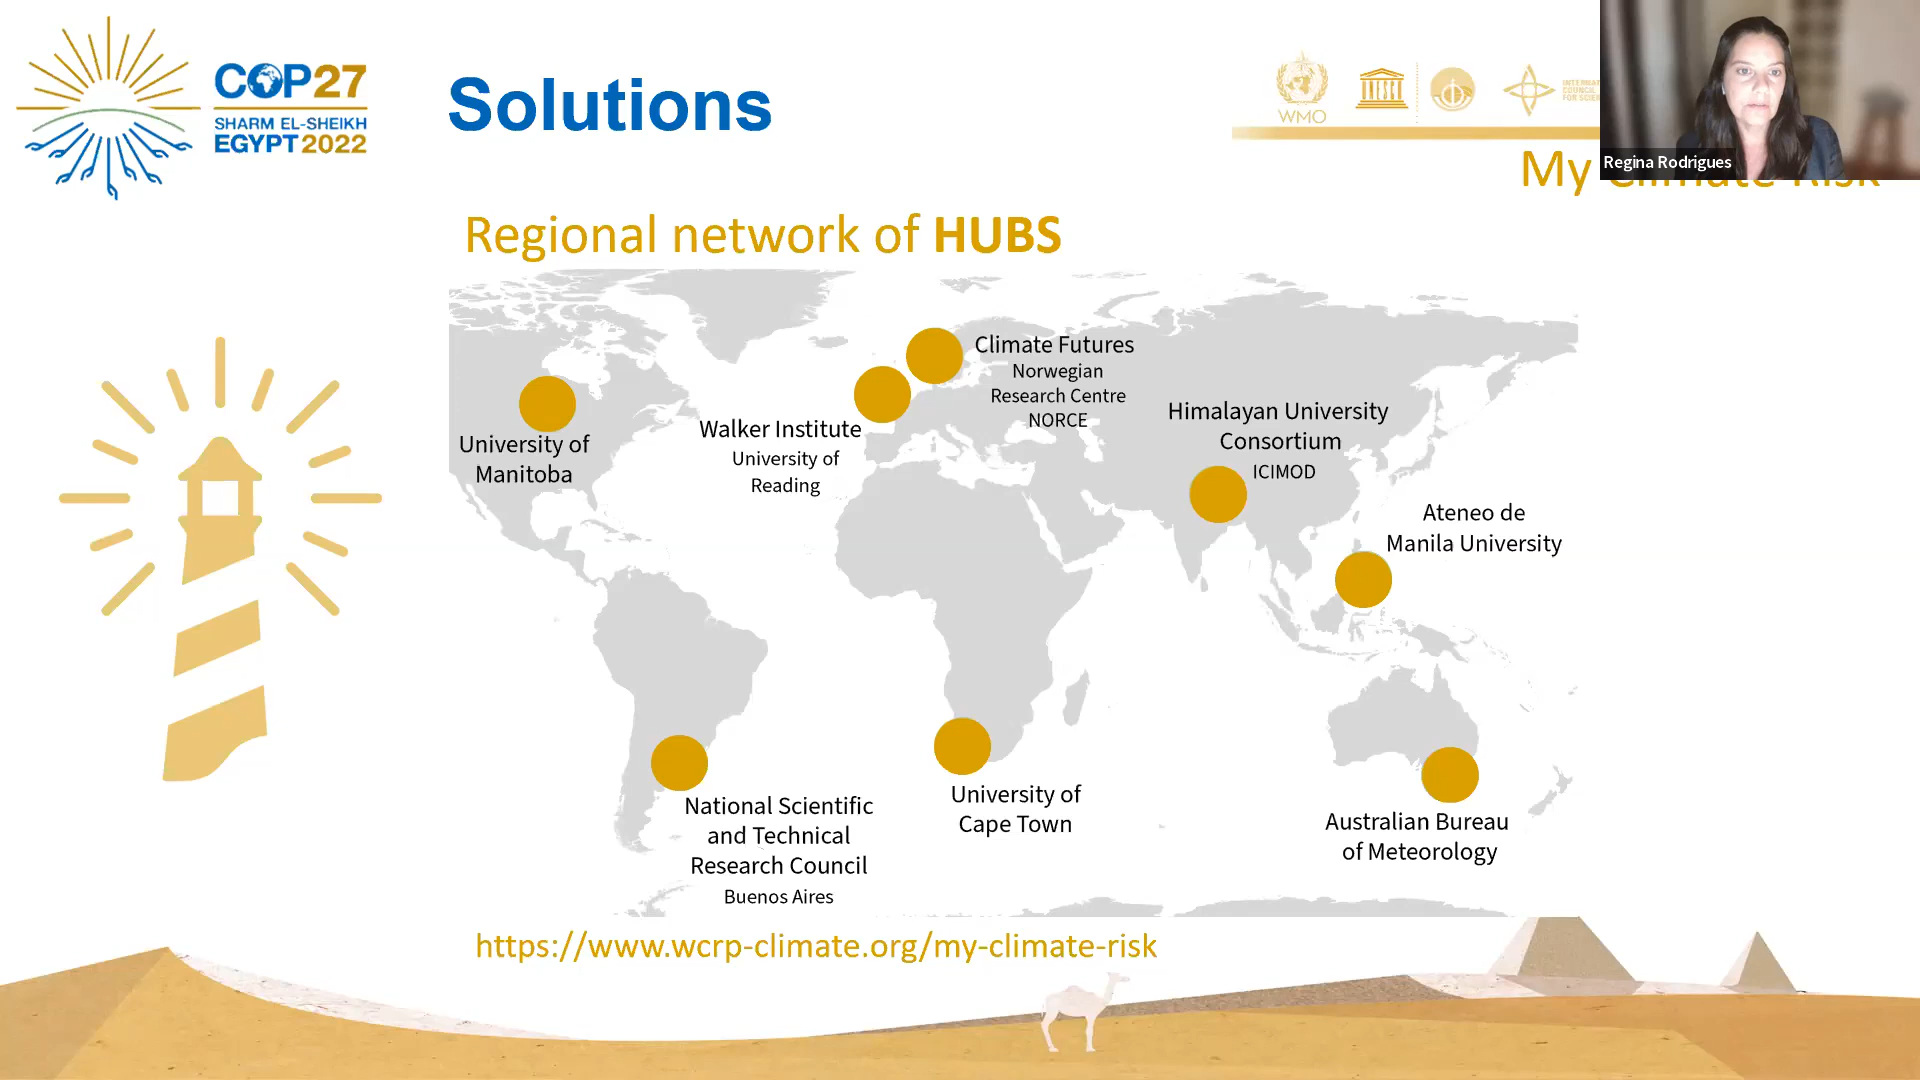 COP27
SHARM EL-SHEIKH
EGYPT 2022
Solutions
WMO
Regina Rodrigues
My Climate Risk
Regional network of HUBS
Climate Futures
Norwegian
Research Centre
NORCE
Himalayan University
Consortium
ICIMOD
Walker Institute
University of
Reading
University of
Manitoba
Ateneo de
Manila University
National Scientific
and Technical
Research Council
Buenos Aires
University of
Cape Town
Australian Bureau
of Meteorology
https://www.wcrp-climate.org/my-climate-risk